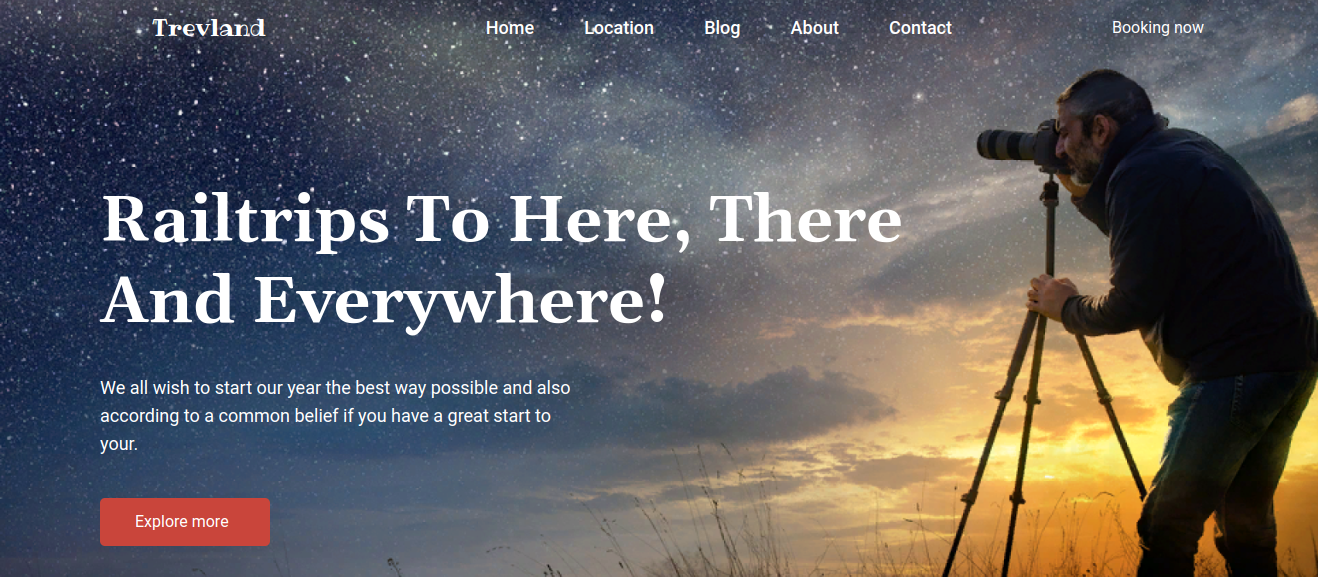 Trevland
Home Location Blog About Contact
Booking now
Railtrips To Here, There
And Everywhere!
We all wish to start our year the best way possible and also
according to a common belief if you have a great start to
your.
Explore more